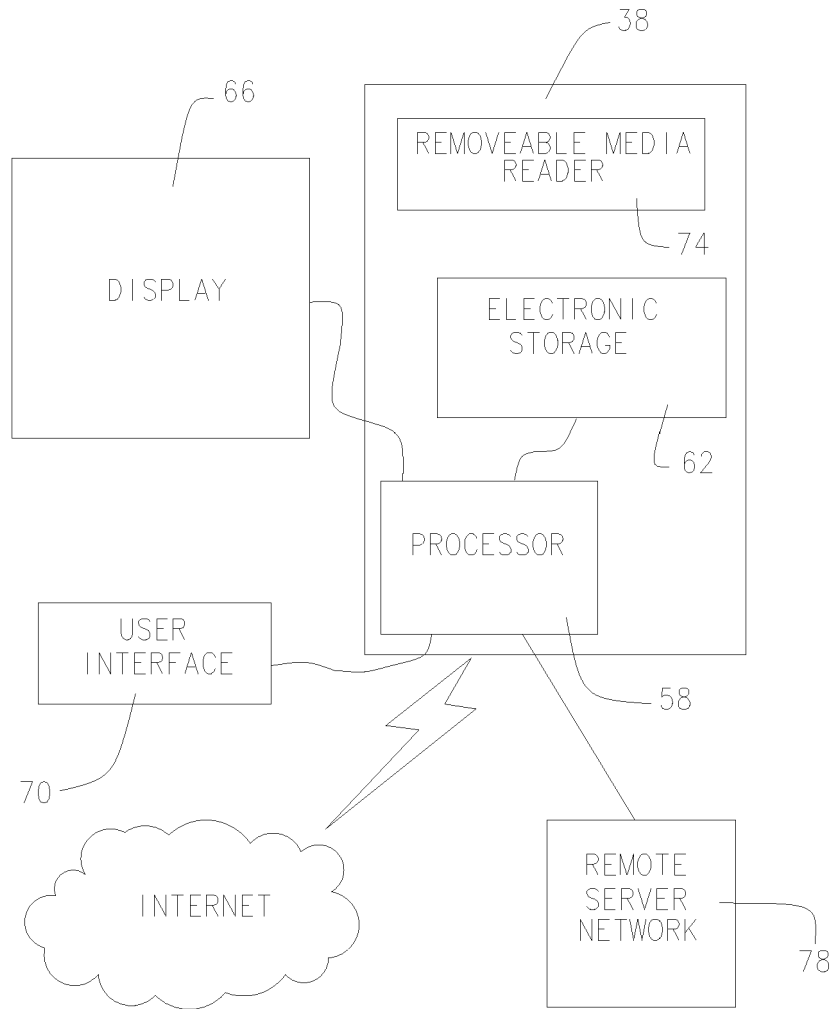 38
66
REMOVEABLE MEDIA
READER
74
DISPLAY
ELECTRONIC
STORAGE
62
PROCESSOR
USER
INTERFACE
58
70
INTERNET
REMOTE
SERVER
NETWORK
78